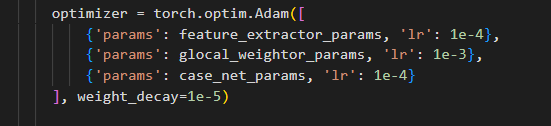 optimizer = torch.optim.Adam([
{'params': feature_extractor_params, 'lr': 1e-4},
{'params': glocal_weightor_params, 'lr': 1e-3},
{'params': case_net_params, 'lr': 1e-4}
], weight_decay=1e-5)